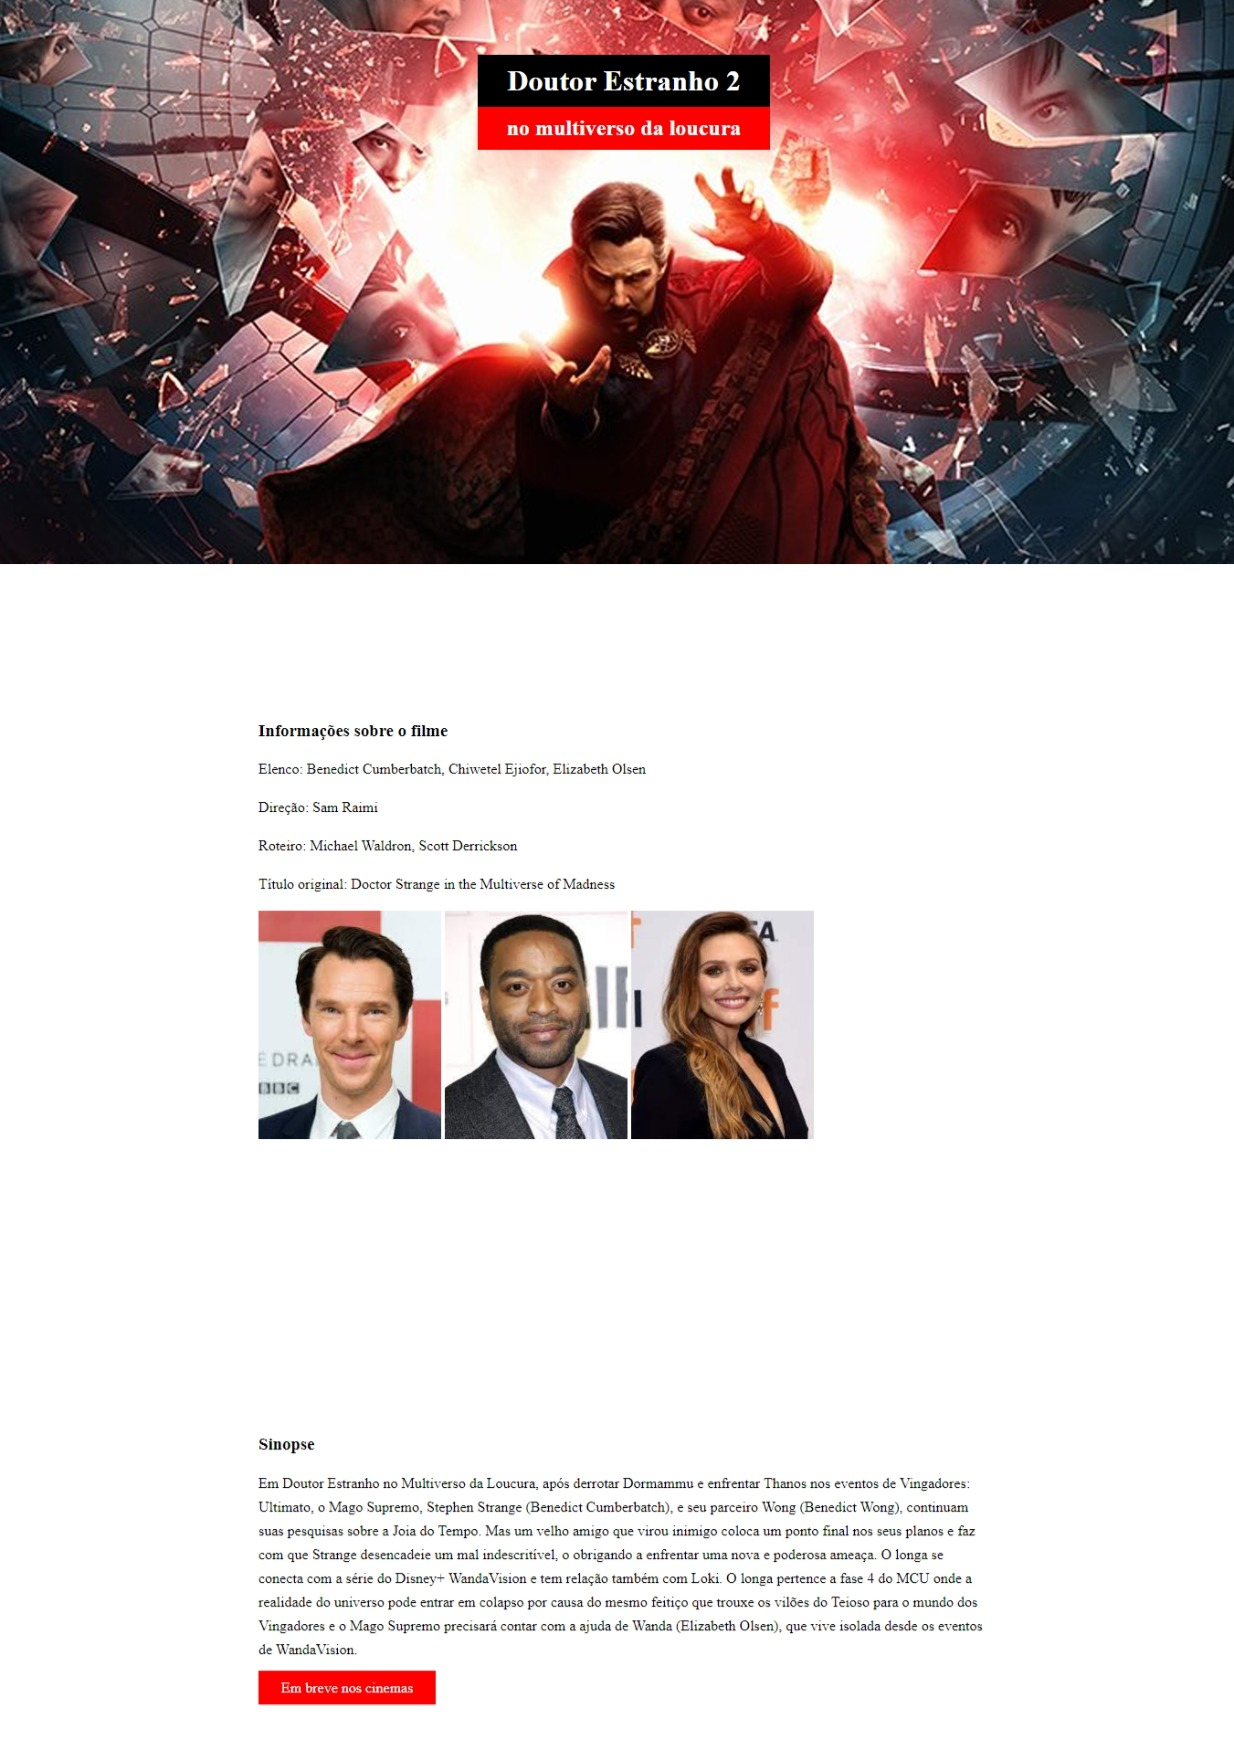 Doutor Estranho 2
no multiverso da loucura
Informações sobre o filme
Elenco: Benedict Cumberbatch, Chiwetel Ejiofor, Elizabeth Olsen
Direção: Sam Raimi
Roteiro: Michael Waldron, Scott Derrickson
Título original: Doctor Strange in the Multiverse of Madness
EDRA
BBC
Sinopse
Em Doutor Estranho no Multiverso da Loucura, após derrotar Dormammu e enfrentar Thanos nos eventos de Vingadores:
Ultimato, o Mago Supremo, Stephen Strange (Benedict Cumberbatch), e seu parceiro Wong (Benedict Wong), continuam
suas pesquisas sobre a Joia do Tempo. Mas um velho amigo que virou inimigo coloca um ponto final nos seus planos e faz
com que Strange desencadeie um mal indescritível, o obrigando a enfrentar uma nova e poderosa ameaça. O longa se
conecta com a série do Disney+ WandaVision e tem relação também com Loki. O longa pertence a fase 4 do MCU onde a
realidade do universo pode entrar em colapso por causa do mesmo feitiço que trouxe os vilões do Teioso para o mundo dos
Vingadores e o Mago Supremo precisará contar com a ajuda de Wanda (Elizabeth Olsen), que vive isolada desde os eventos
de WandaVision.
Em breve nos cinemas